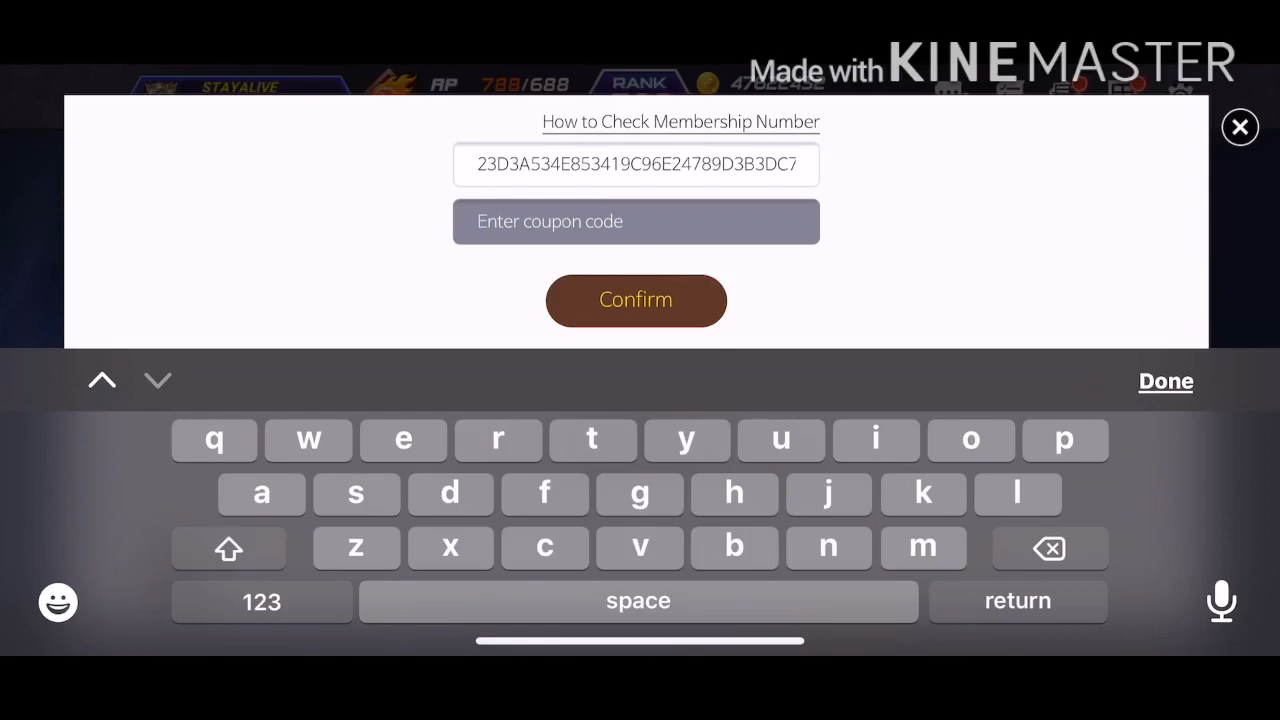 Made with KINEMASTER
STAYALIVE AP 788/688 RANK
How to Check Membership Number
23D3A534E853419C96E24789D3B3DC7
Enter coupon code
Confirm
Done
q w e r t y u i o p
a s d f g h j k l
z x c v b n m
123 space return